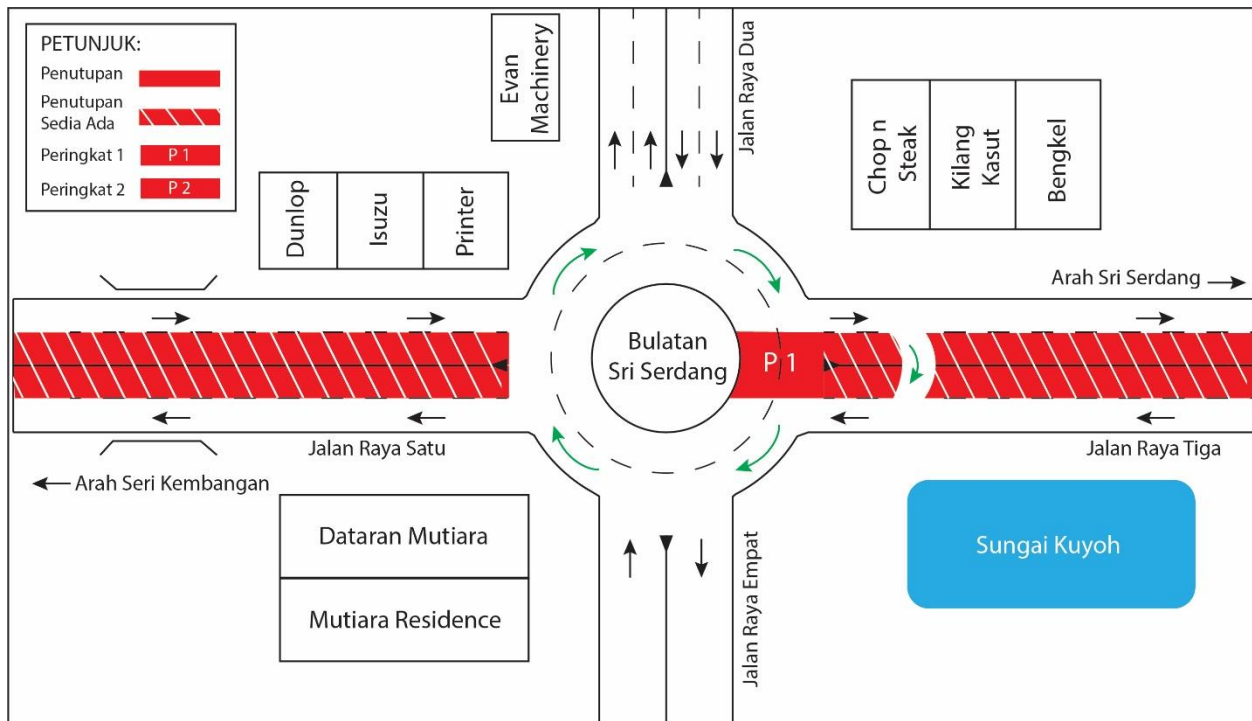 PETUNJUK:
Penutupan
Penutupan
Sedia Ada
Peringkat 1
P 1
Peringkat 2
P 2
Evan
Machinery
Jalan Raya Dua
Chop n
Steak
Kilang
Kasut
Bengkel
Dunlop
Isuzu
Printer
Arah Sri Serdang
Bulatan
Sri Serdang
P 1
Jalan Raya Satu
Jalan Raya Tiga
Arah Seri Kembangan
Dataran Mutiara
Mutiara Residence
Jalan Raya Empat
Sungai Kuyoh